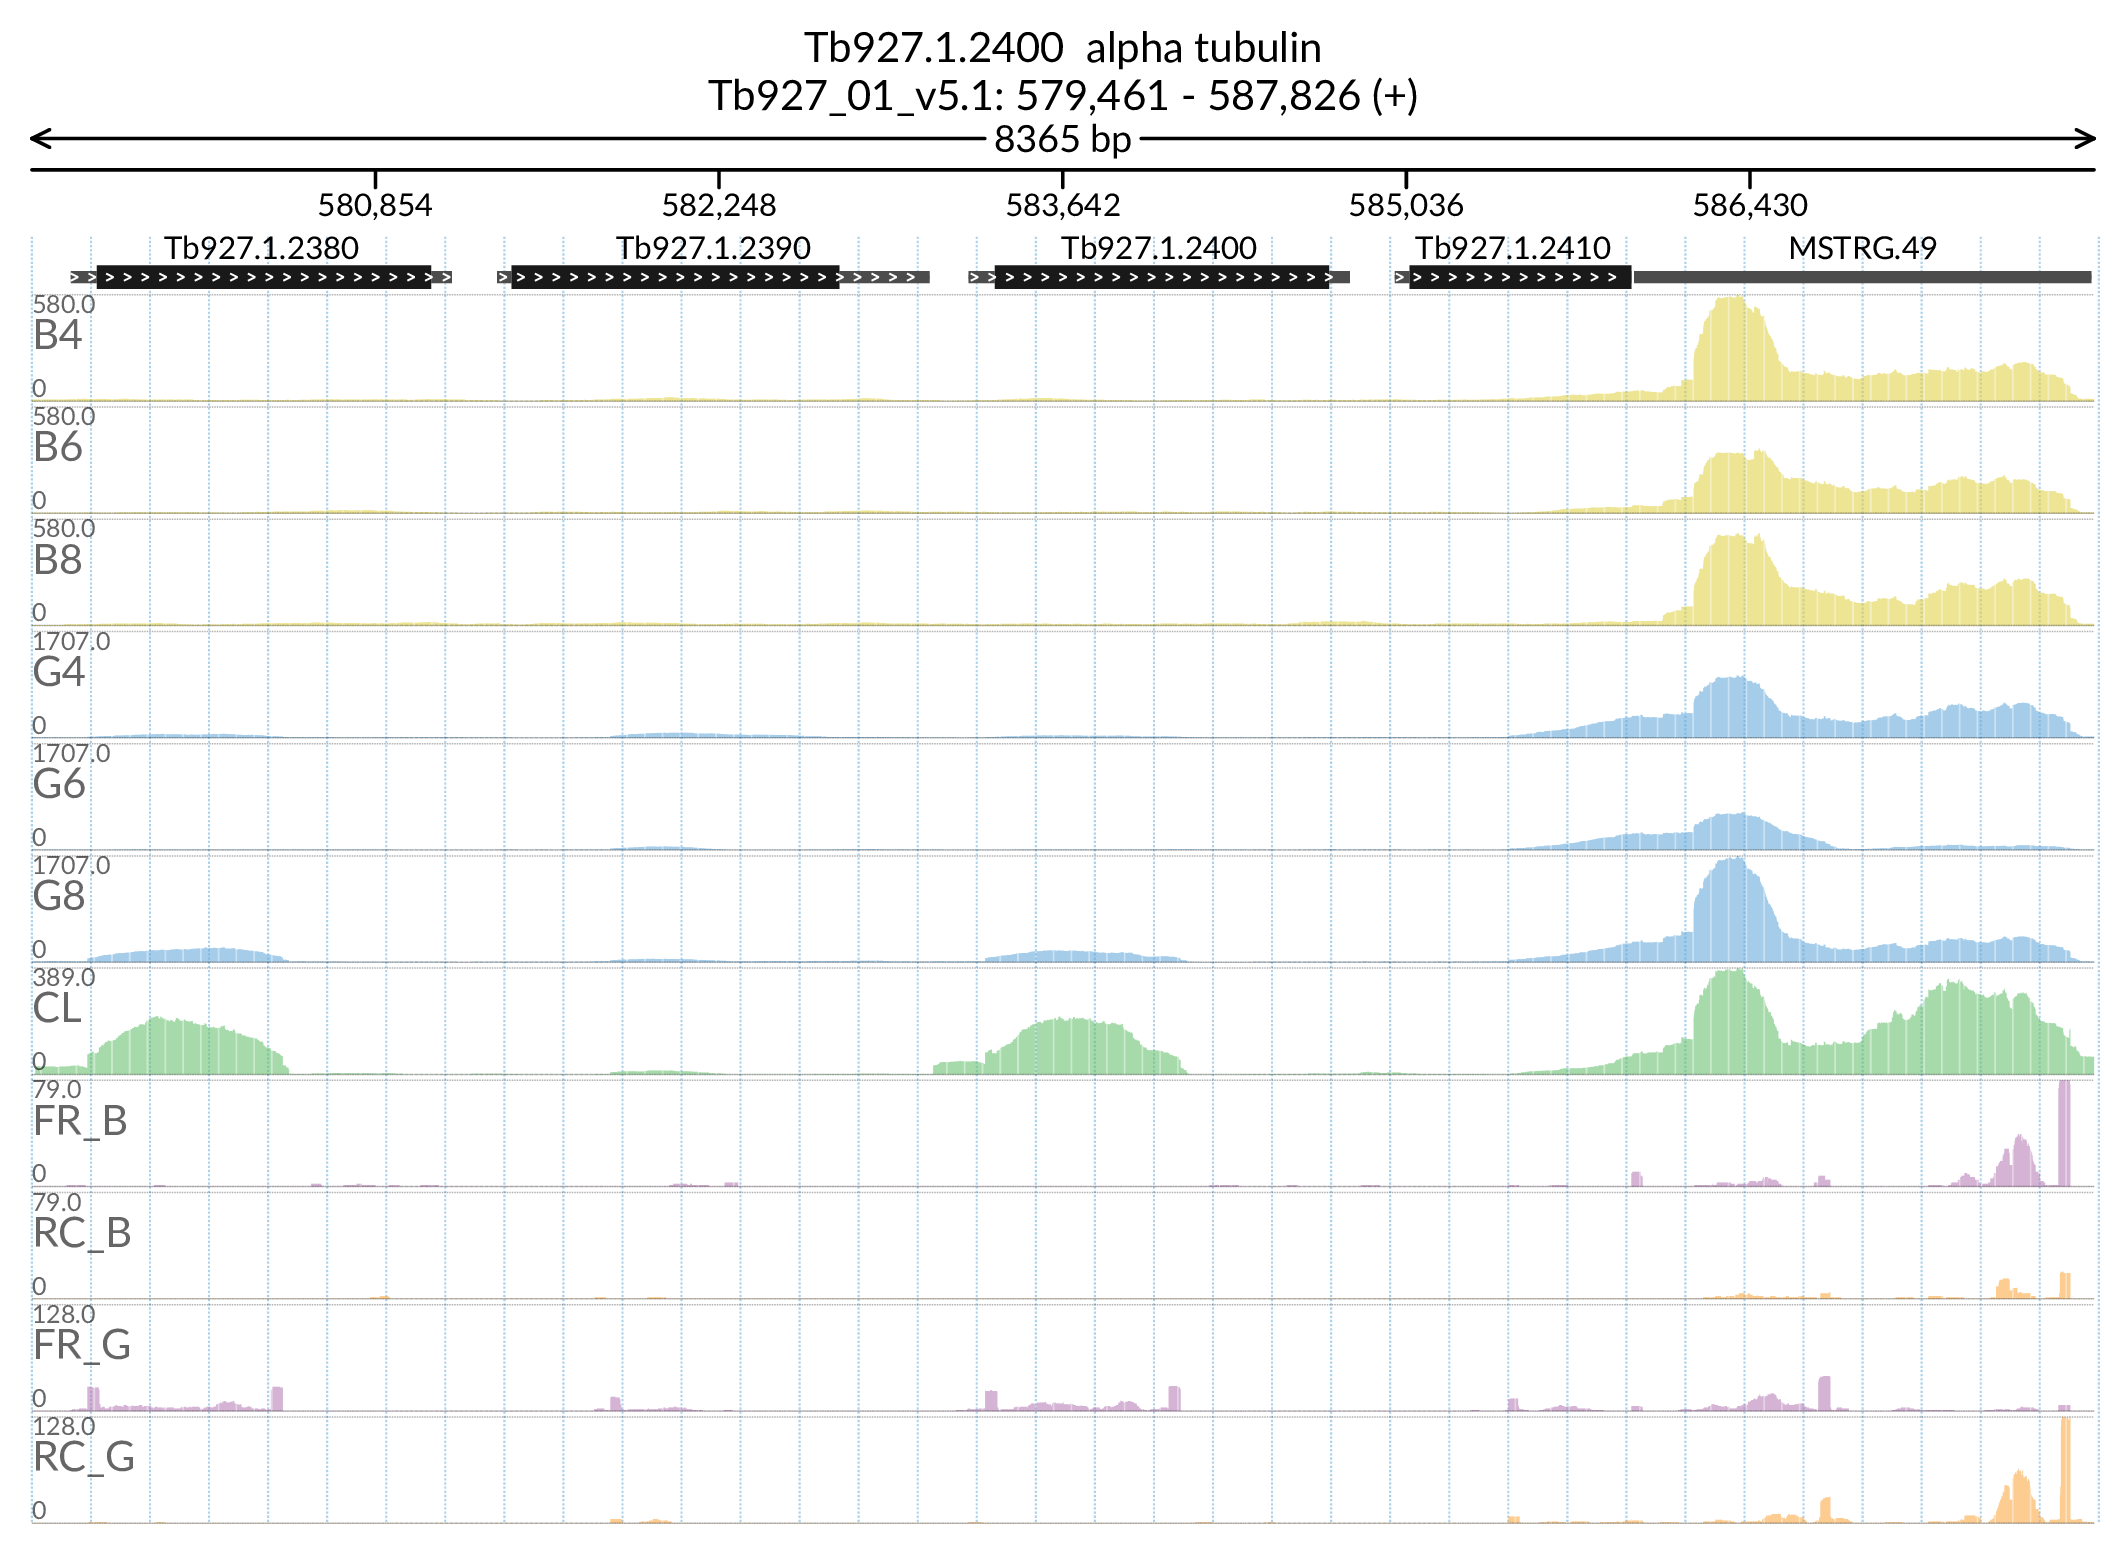 Tb927.1.2400  alpha tubulin
Tb927_01_v5.1: 579,461 - 587,826 (+)
8365 bp
580,854 582,248 583,642 585,036 586,430
Tb927.1.2380 Tb927.1.2390 Tb927.1.2400 Tb927.1.2410 MSTRG.49
580.0
B4
0
580.0
B6
0
580.0
B8
0
1707.0
G4
0
1707.0
G6
0
1707.0
G8
0
389.0
CL
0
79.0
FR_B
0
79.0
RC_B
0
128.0
FR_G
0
128.0
RC_G
0